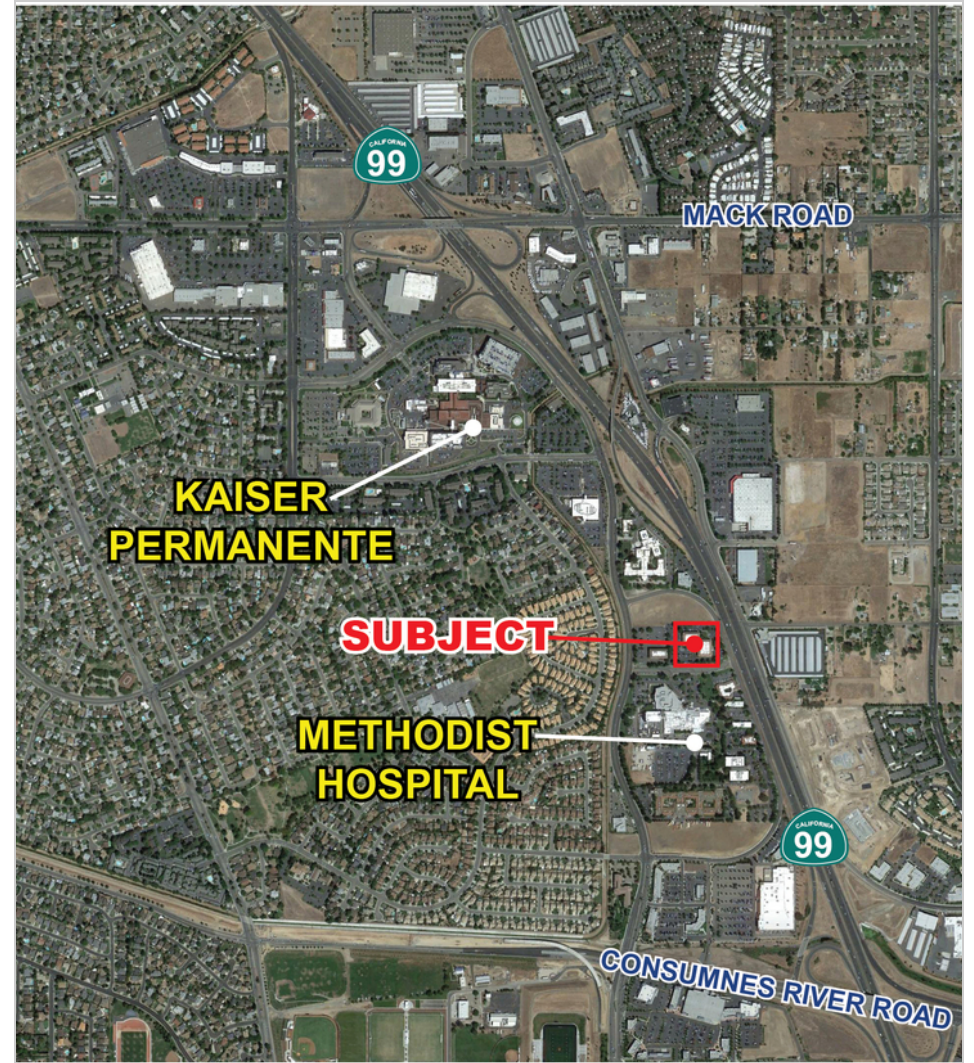 CALIFORNIA
99
MACK ROAD
KAISER
PERMANENTE
SUBJECT
METHODIST
HOSPITAL
CALIFORNIA
99
CONSUMNES RIVER ROAD